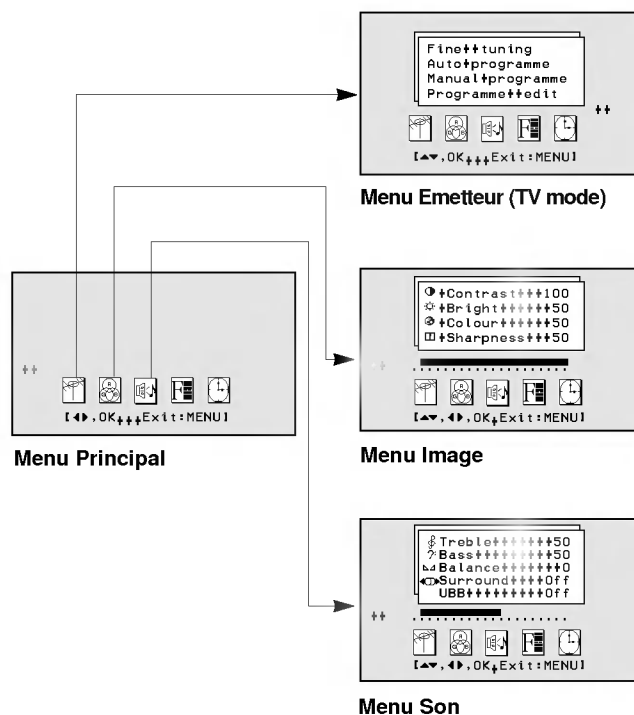 Fine‡‡tuning
Auto‡programme
Manual‡programme
Programme‡‡edit
‡‡
F
[▲▼,OK‡‡‡Exit:MENU]
Menu Emetteur (TV mode)
‡‡
F
[◀▶,OK‡‡‡Exit:MENU]
Menu Principal
‡Contrast‡‡‡‡100
‡Bright‡‡‡‡‡‡50
‡Colour‡‡‡‡‡‡50
‡Sharpness‡‡‡50
‡‡
F
[▲▼,◀▶,OK‡Exit:MENU]
Menu Image
Treble‡‡‡‡‡‡‡50
Bass‡‡‡‡‡‡‡‡‡50
Balance‡‡‡‡‡‡‡0
Surround‡‡‡‡Off
UBB‡‡‡‡‡‡‡‡‡Off
‡‡
F
[▲▼,◀▶,OK‡Exit:MENU]
Menu Son